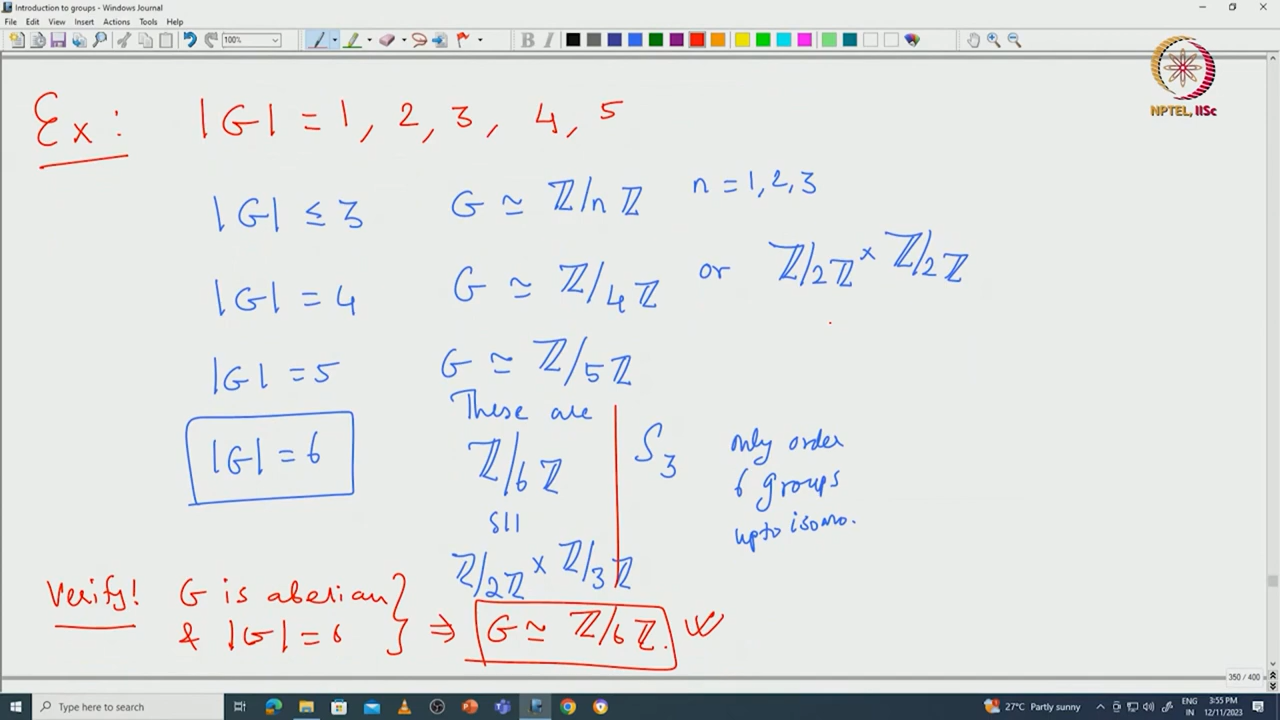 Introduction to groups - Windows Journal
File Edit View Insert Actions Tools Help
100%
B I
NPTEL, IISc
Ex: |G| = 1, 2, 3, 4, 5
|G| ≤ 3 G ≃ ℤ/nℤ n = 1, 2, 3
|G| = 4 G ≃ ℤ/4ℤ or ℤ/2ℤ × ℤ/2ℤ
|G| = 5 G ≃ ℤ/5ℤ
These are
|G| = 6 ℤ/6ℤ S₃ only order
6 groups
upto isomo.
≀||
ℤ/2ℤ × ℤ/3ℤ
Verify! G is abelian
& |G| = 6 } ⇒ G ≃ ℤ/6ℤ.
350 / 400
Type here to search
27°C Partly sunny
ENG
IN
3:55 PM
12/11/2023